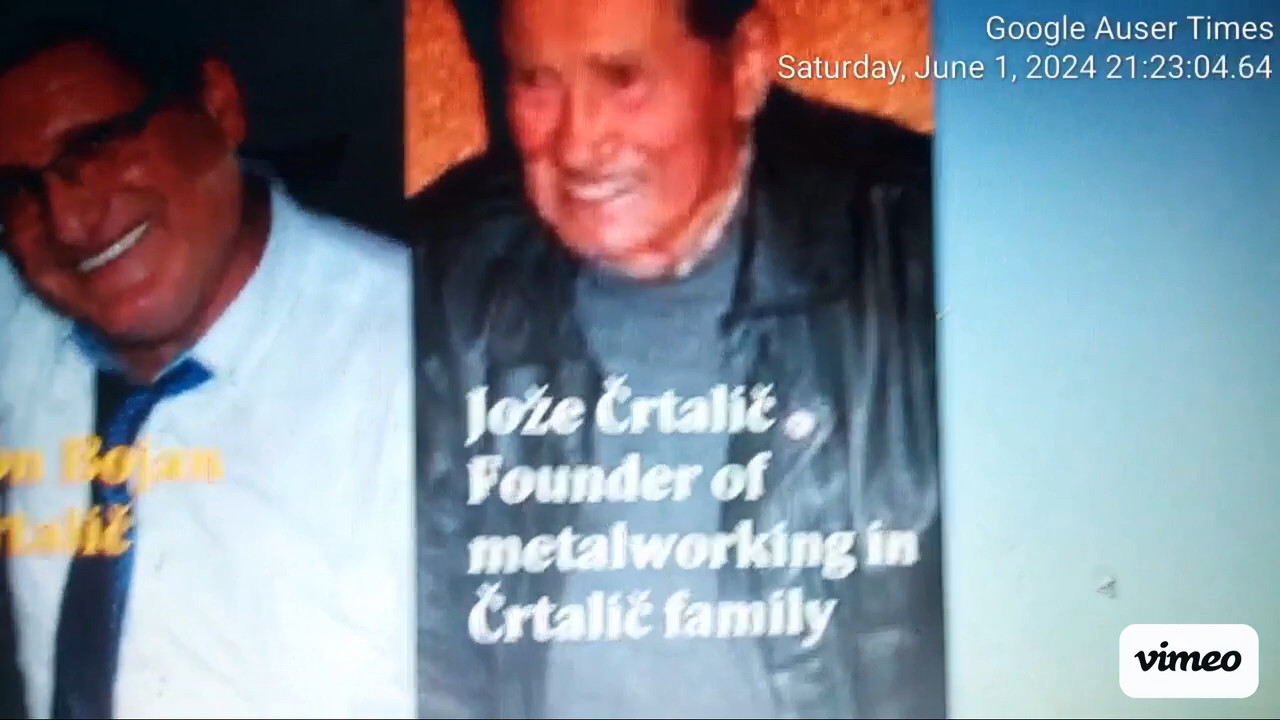 Google Auser Times
Saturday, June 1, 2024 21:23:04.64
Bojan
Jože Črtalič.
Founder of
metalworking in
Črtalič family
vimeo